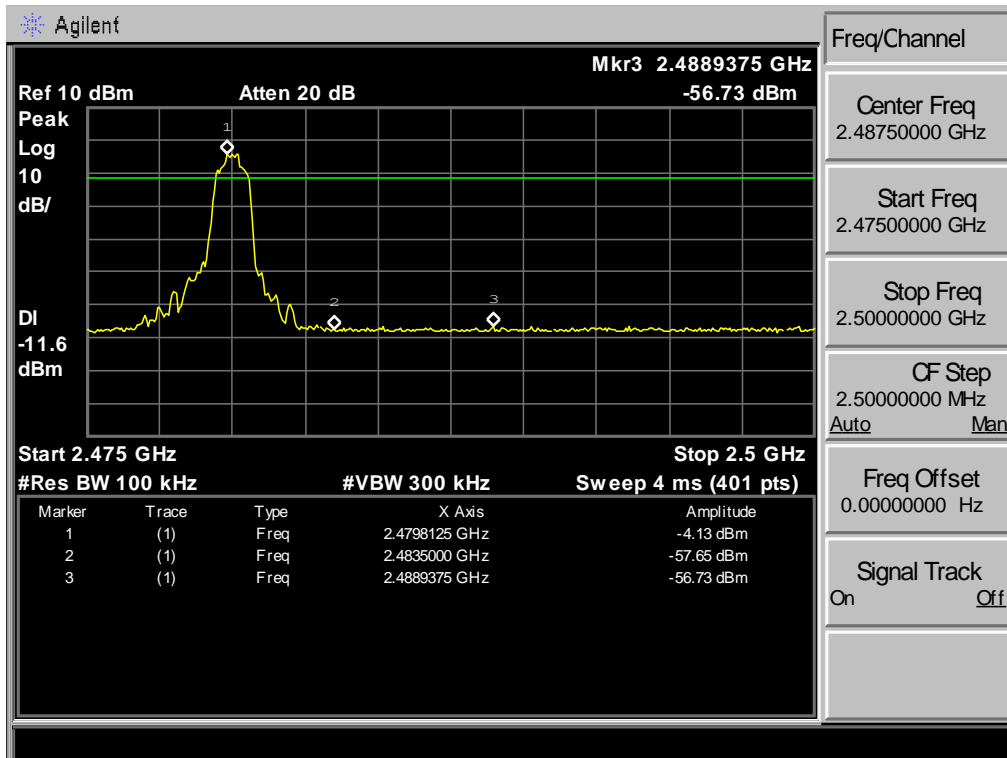 Agilent
Freq/Channel
Mkr3 2.4889375 GHz
Ref 10 dBm Atten 20 dB -56.73 dBm
Peak
Log
10
dB/
1
2
3
DI
-11.6
dBm
Start 2.475 GHz Stop 2.5 GHz
#Res BW 100 kHz #VBW 300 kHz Sweep 4 ms (401 pts)
Marker Trace Type X Axis Amplitude
1 (1) Freq 2.4798125 GHz -4.13 dBm
2 (1) Freq 2.4835000 GHz -57.65 dBm
3 (1) Freq 2.4889375 GHz -56.73 dBm
Center Freq
2.48750000 GHz
Start Freq
2.47500000 GHz
Stop Freq
2.50000000 GHz
CF Step
2.50000000 MHz
Auto Man
Freq Offset
0.00000000 Hz
Signal Track
On Off